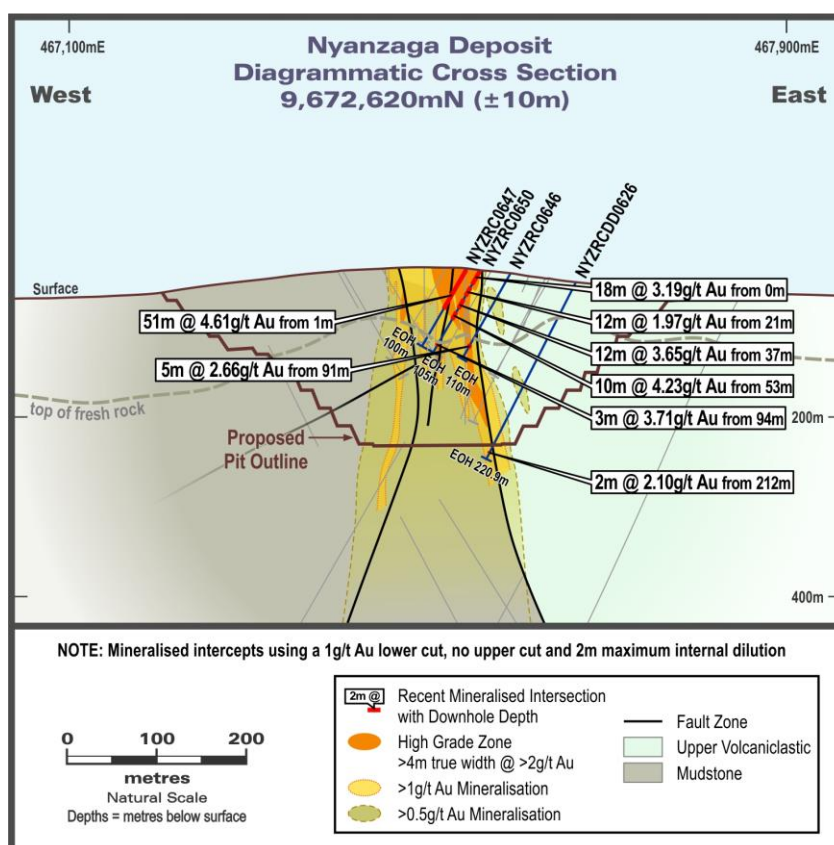 467,100mE
467,900mE
Nyanzaga Deposit
Diagrammatic Cross Section
9,672,620mN (±10m)
West
East
NYZRC0647
NYZRC0650
NYZRC0646
NYZRCDD0626
Surface
18m @ 3.19g/t Au from 0m
51m @ 4.61g/t Au from 1m
12m @ 1.97g/t Au from 21m
12m @ 3.65g/t Au from 37m
5m @ 2.66g/t Au from 91m
EOH
100m
EOH
105m
EOH
110m
10m @ 4.23g/t Au from 53m
top of fresh rock
3m @ 3.71g/t Au from 94m
200m
Proposed
Pit Outline
EOH 220.9m
2m @ 2.10g/t Au from 212m
400m
NOTE: Mineralised intercepts using a 1g/t Au lower cut, no upper cut and 2m maximum internal dilution
0 100 200
metres
Natural Scale
Depths = metres below surface
2m @
Recent Mineralised Intersection
with Downhole Depth
High Grade Zone
>4m true width @ >2g/t Au
>1g/t Au Mineralisation
>0.5g/t Au Mineralisation
Fault Zone
Upper Volcaniclastic
Mudstone